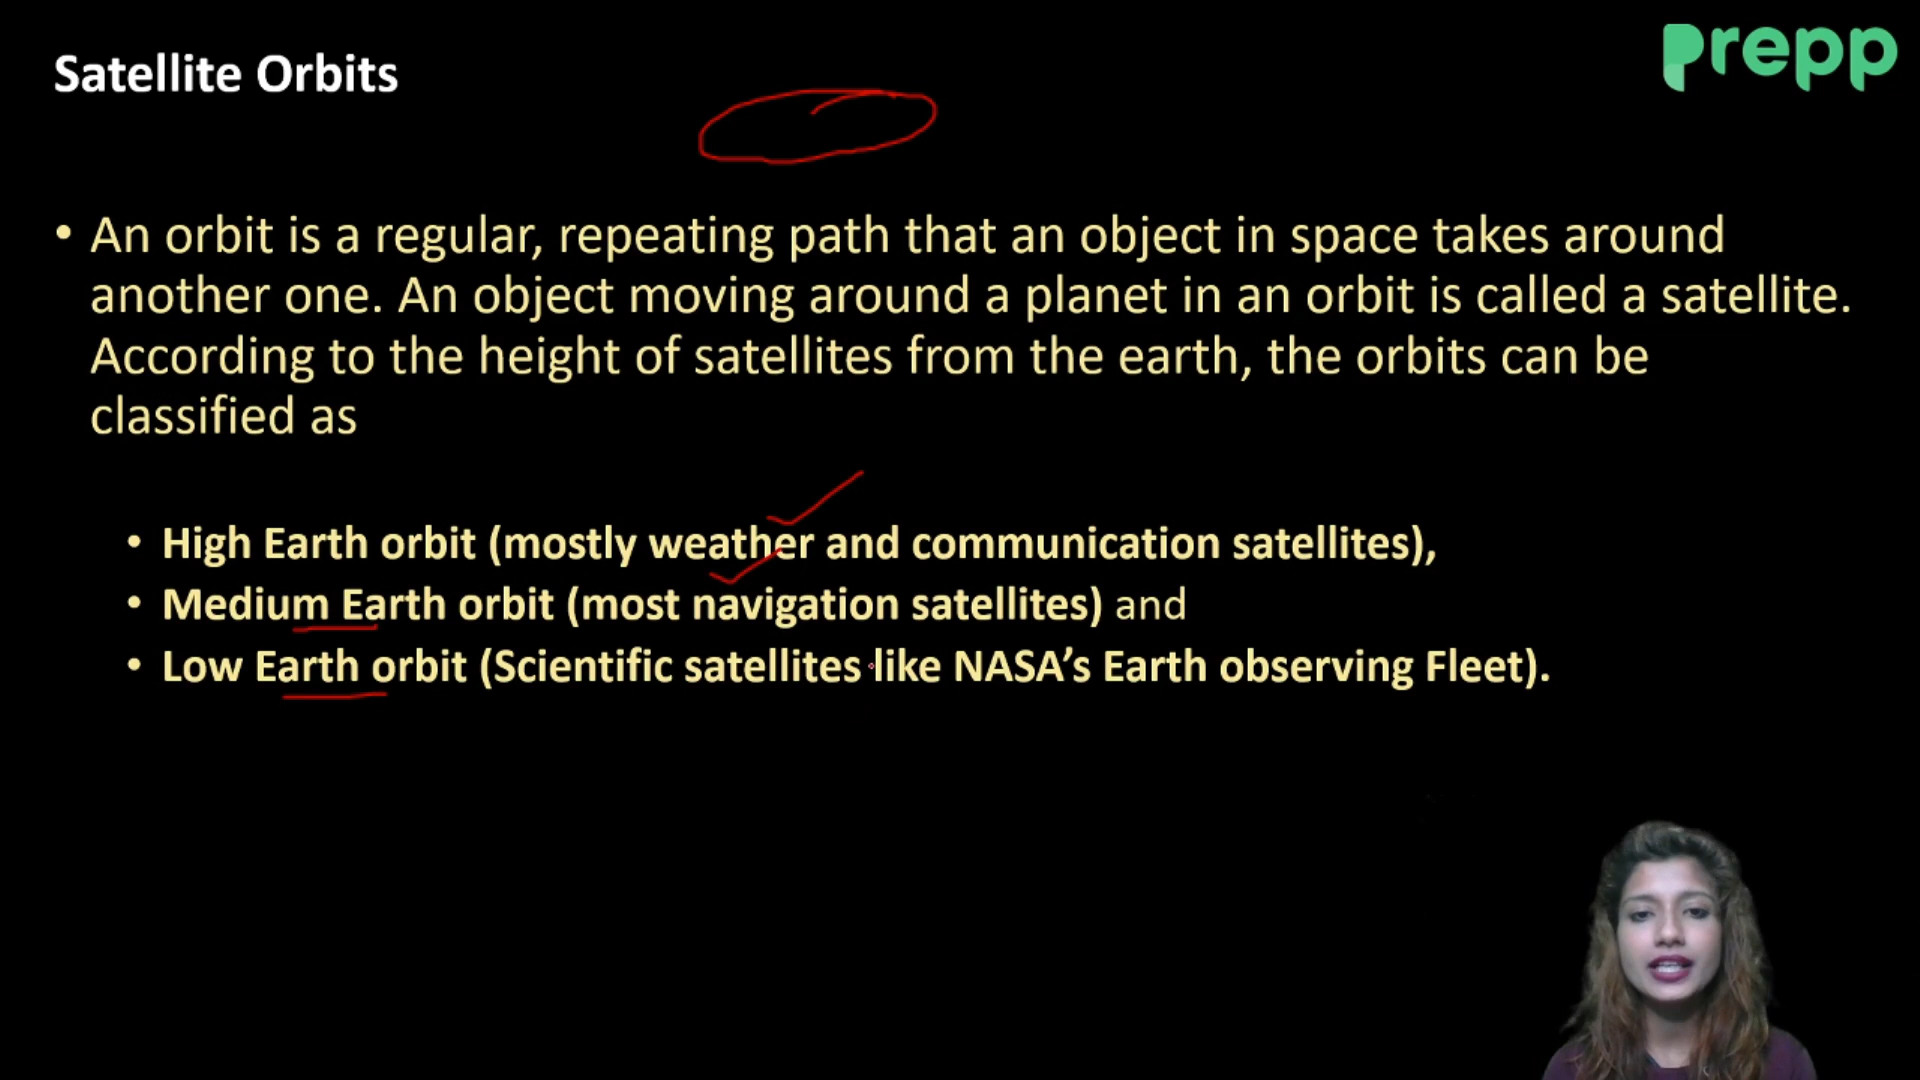 Satellite Orbits
prepp
• An orbit is a regular, repeating path that an object in space takes around
another one. An object moving around a planet in an orbit is called a satellite.
According to the height of satellites from the earth, the orbits can be
classified as
• High Earth orbit (mostly weather and communication satellites),
• Medium Earth orbit (most navigation satellites) and
• Low Earth orbit (Scientific satellites like NASA’s Earth observing Fleet).